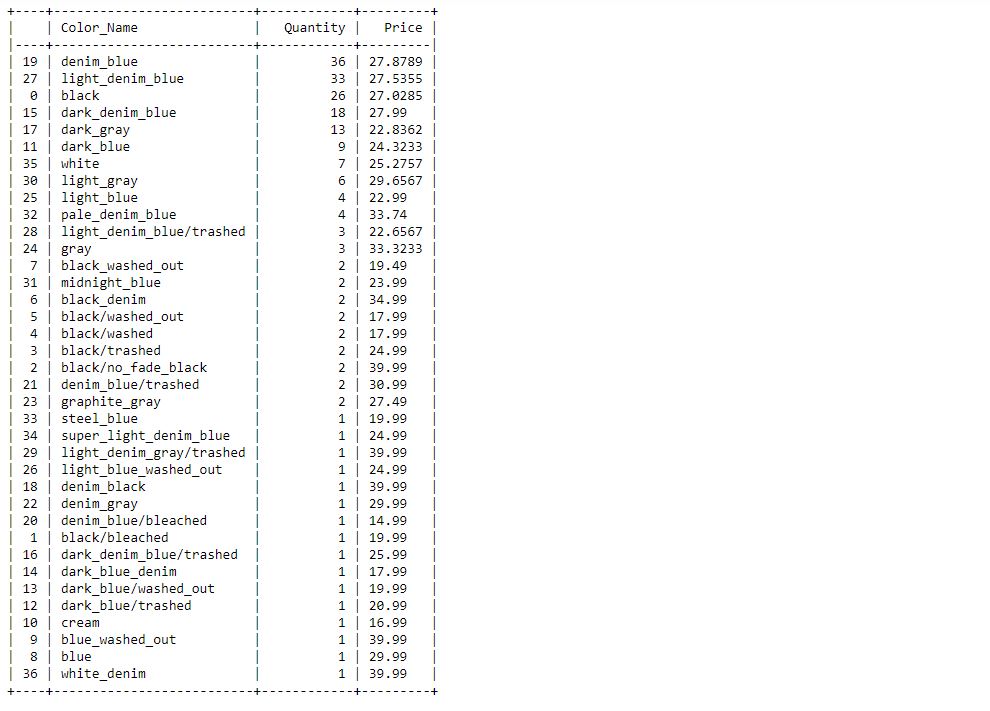 +----+--------------------------+------------+---------+
|    | Color_Name               |   Quantity |   Price |
|----+--------------------------+------------+---------|
| 19 | denim_blue               |         36 | 27.8789 |
| 27 | light_denim_blue         |         33 | 27.5355 |
|  0 | black                    |         26 | 27.0285 |
| 15 | dark_denim_blue          |         18 | 27.99   |
| 17 | dark_gray                |         13 | 22.8362 |
| 11 | dark_blue                |          9 | 24.3233 |
| 35 | white                    |          7 | 25.2757 |
| 30 | light_gray               |          6 | 29.6567 |
| 25 | light_blue               |          4 | 22.99   |
| 32 | pale_denim_blue          |          4 | 33.74   |
| 28 | light_denim_blue/trashed |          3 | 22.6567 |
| 24 | gray                     |          3 | 33.3233 |
|  7 | black_washed_out         |          2 | 19.49   |
| 31 | midnight_blue            |          2 | 23.99   |
|  6 | black_denim              |          2 | 34.99   |
|  5 | black/washed_out         |          2 | 17.99   |
|  4 | black/washed             |          2 | 17.99   |
|  3 | black/trashed            |          2 | 24.99   |
|  2 | black/no_fade_black      |          2 | 39.99   |
| 21 | denim_blue/trashed       |          2 | 30.99   |
| 23 | graphite_gray            |          2 | 27.49   |
| 33 | steel_blue               |          1 | 19.99   |
| 34 | super_light_denim_blue   |          1 | 24.99   |
| 29 | light_denim_gray/trashed |          1 | 39.99   |
| 26 | light_blue_washed_out    |          1 | 24.99   |
| 18 | denim_black              |          1 | 39.99   |
| 22 | denim_gray               |          1 | 29.99   |
| 20 | denim_blue/bleached      |          1 | 14.99   |
|  1 | black/bleached           |          1 | 19.99   |
| 16 | dark_denim_blue/trashed  |          1 | 25.99   |
| 14 | dark_blue_denim          |          1 | 17.99   |
| 13 | dark_blue/washed_out     |          1 | 19.99   |
| 12 | dark_blue/trashed        |          1 | 20.99   |
| 10 | cream                    |          1 | 16.99   |
|  9 | blue_washed_out          |          1 | 39.99   |
|  8 | blue                     |          1 | 29.99   |
| 36 | white_denim              |          1 | 39.99   |
+----+--------------------------+------------+---------+